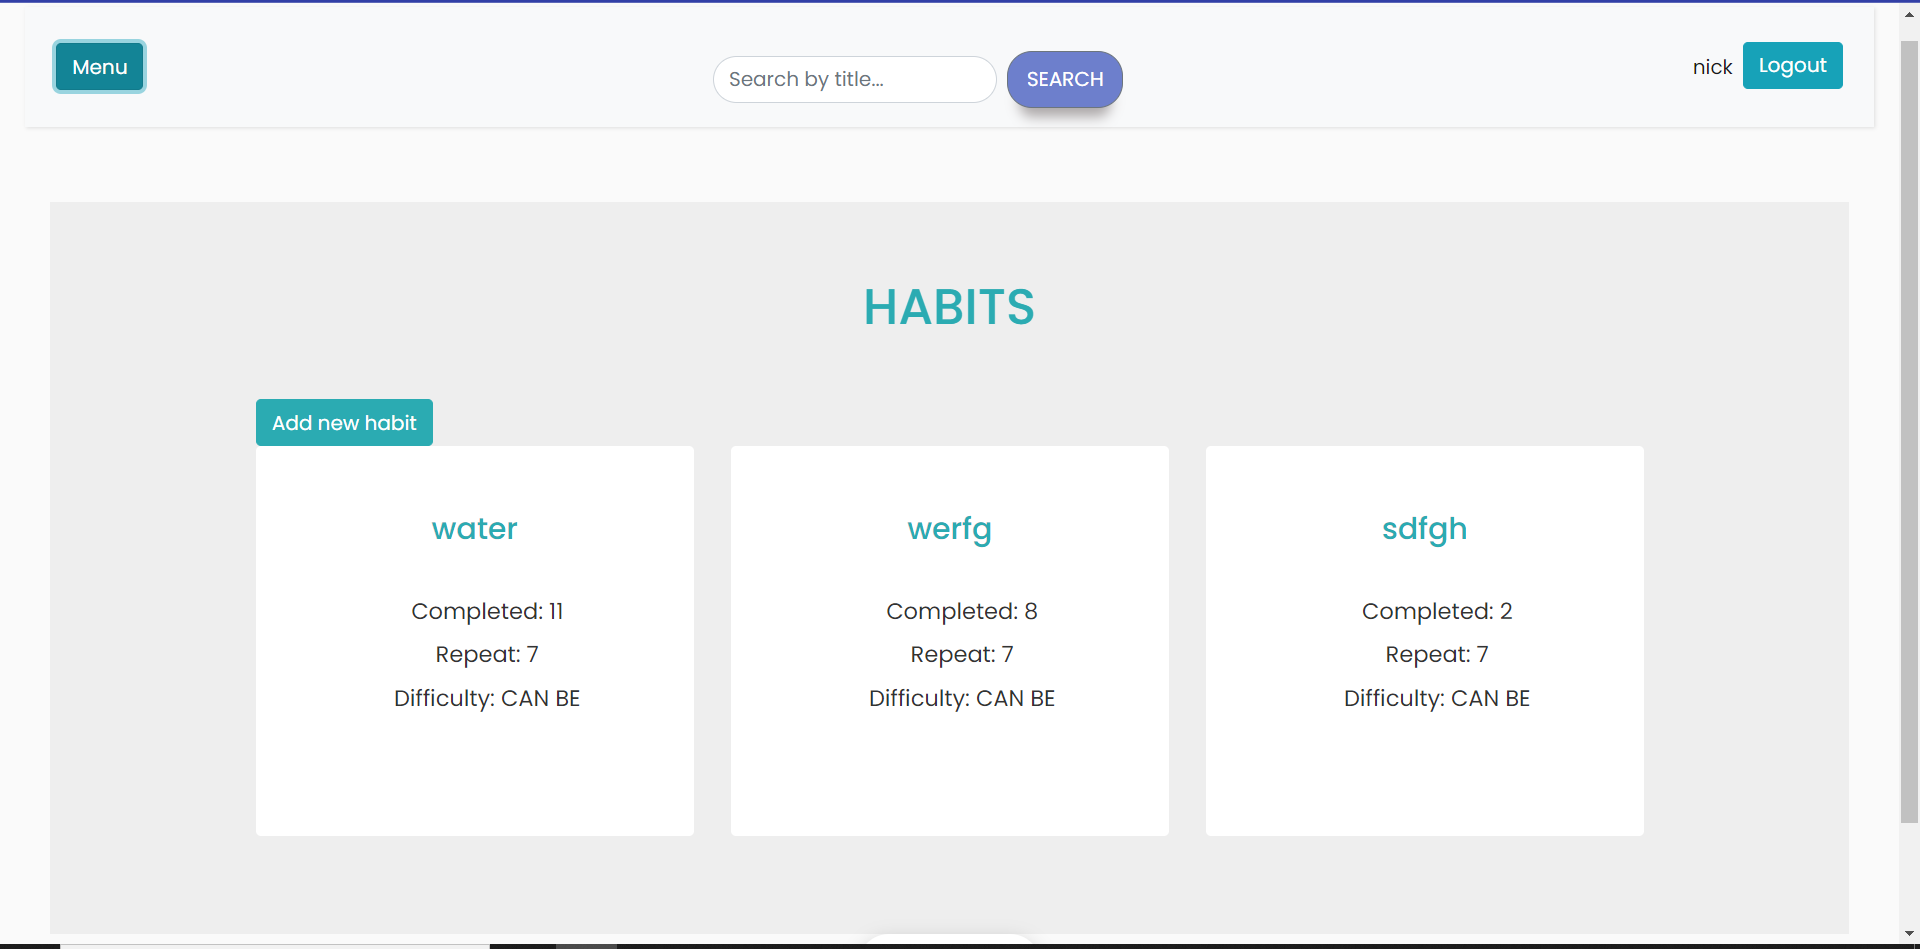 Menu
Search by title...
SEARCH
nick
Logout
HABITS
Add new habit
water
Completed: 11
Repeat: 7
Difficulty: CAN BE
werfg
Completed: 8
Repeat: 7
Difficulty: CAN BE
sdfgh
Completed: 2
Repeat: 7
Difficulty: CAN BE